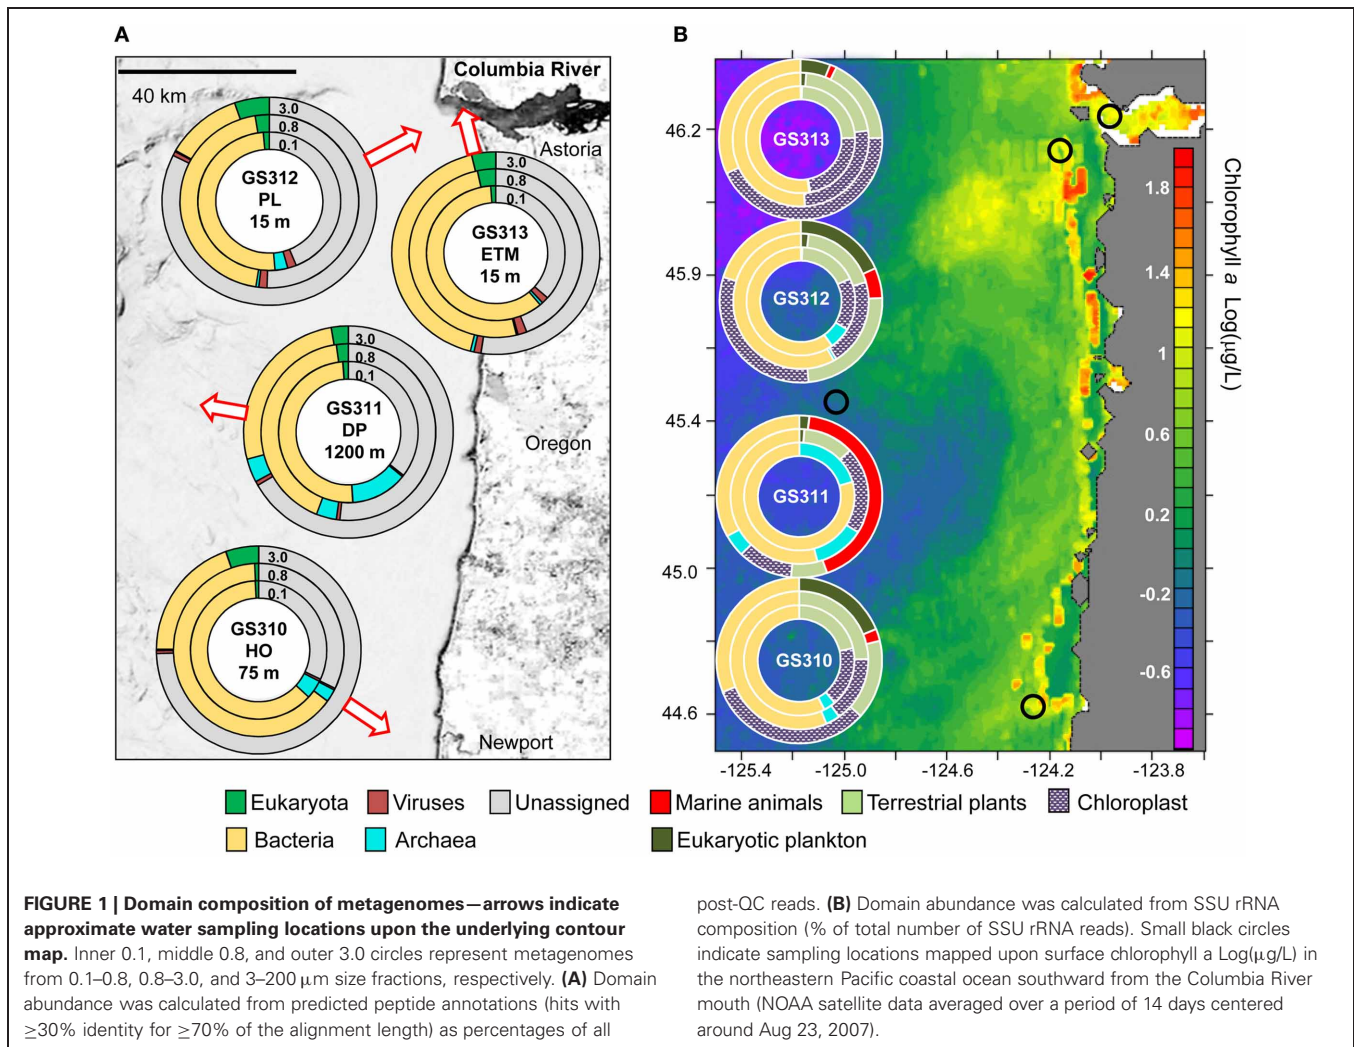 A
B
Columbia River
40 km
Astoria
3.0
0.8
0.1
GS312
PL
15 m
3.0
0.8
0.1
GS313
ETM
15 m
3.0
0.8
0.1
GS311
DP
1200 m
Oregon
3.0
0.8
0.1
GS310
HO
75 m
Newport
GS313
GS312
GS311
GS310
46.2
45.9
45.4
45.0
44.6
-125.4
-125.0
-124.6
-124.2
-123.8
1.8
1.4
1
0.6
0.2
-0.2
-0.6
Chlorophyll a Log(µg/L)
Eukaryota
Viruses
Unassigned
Marine animals
Terrestrial plants
Chloroplast
Bacteria
Archaea
Eukaryotic plankton
FIGURE 1 | Domain composition of metagenomes—arrows indicate
approximate water sampling locations upon the underlying contour
map. Inner 0.1, middle 0.8, and outer 3.0 circles represent metagenomes
from 0.1–0.8, 0.8–3.0, and 3–200 µm size fractions, respectively. (A) Domain
abundance was calculated from predicted peptide annotations (hits with
≥30% identity for ≥70% of the alignment length) as percentages of all
post-QC reads. (B) Domain abundance was calculated from SSU rRNA
composition (% of total number of SSU rRNA reads). Small black circles
indicate sampling locations mapped upon surface chlorophyll a Log(µg/L) in
the northeastern Pacific coastal ocean southward from the Columbia River
mouth (NOAA satellite data averaged over a period of 14 days centered
around Aug 23, 2007).